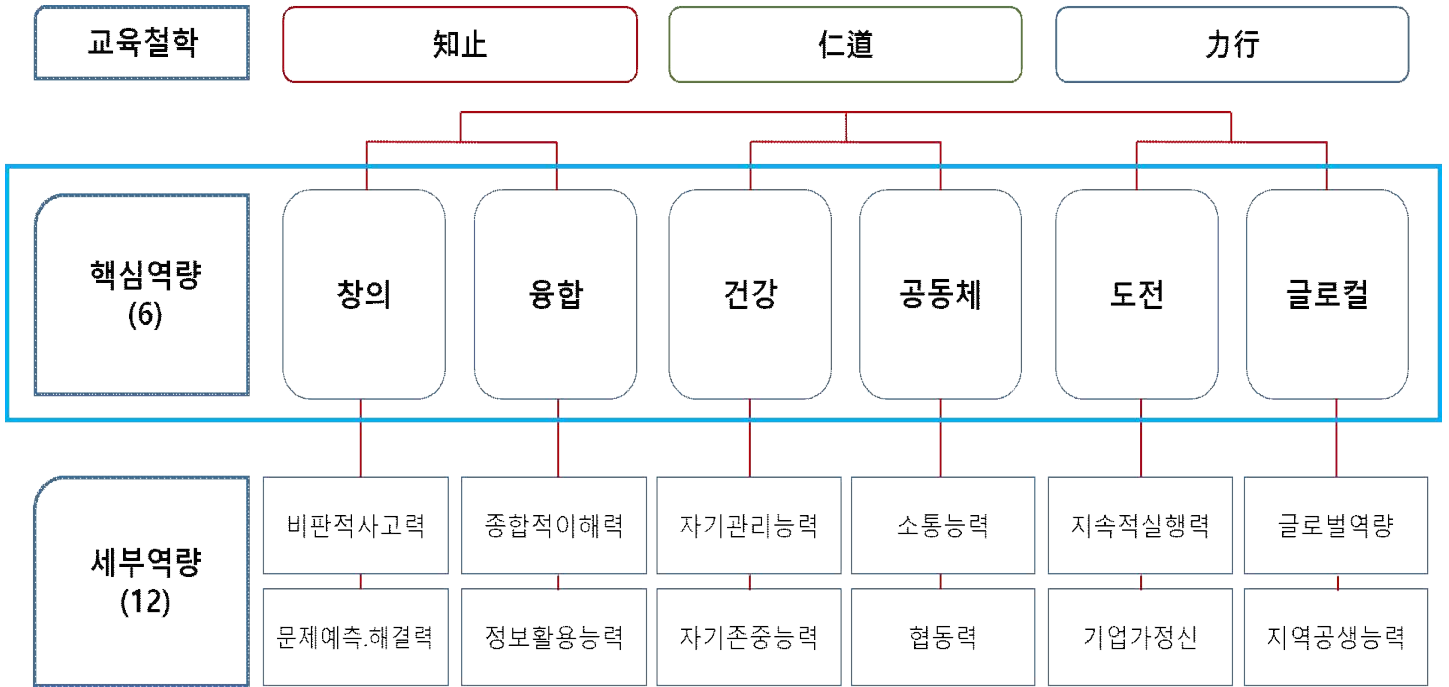 교육철학
知止
仁道
力行
핵심역량
(6)
창의
융합
건강
공동체
도전
글로컬
세부역량
(12)
비판적사고력
종합적이해력
자기관리능력
소통능력
지속적실행력
글로벌역량
문제예측.해결력
정보활용능력
자기존중능력
협동력
기업가정신
지역공생능력